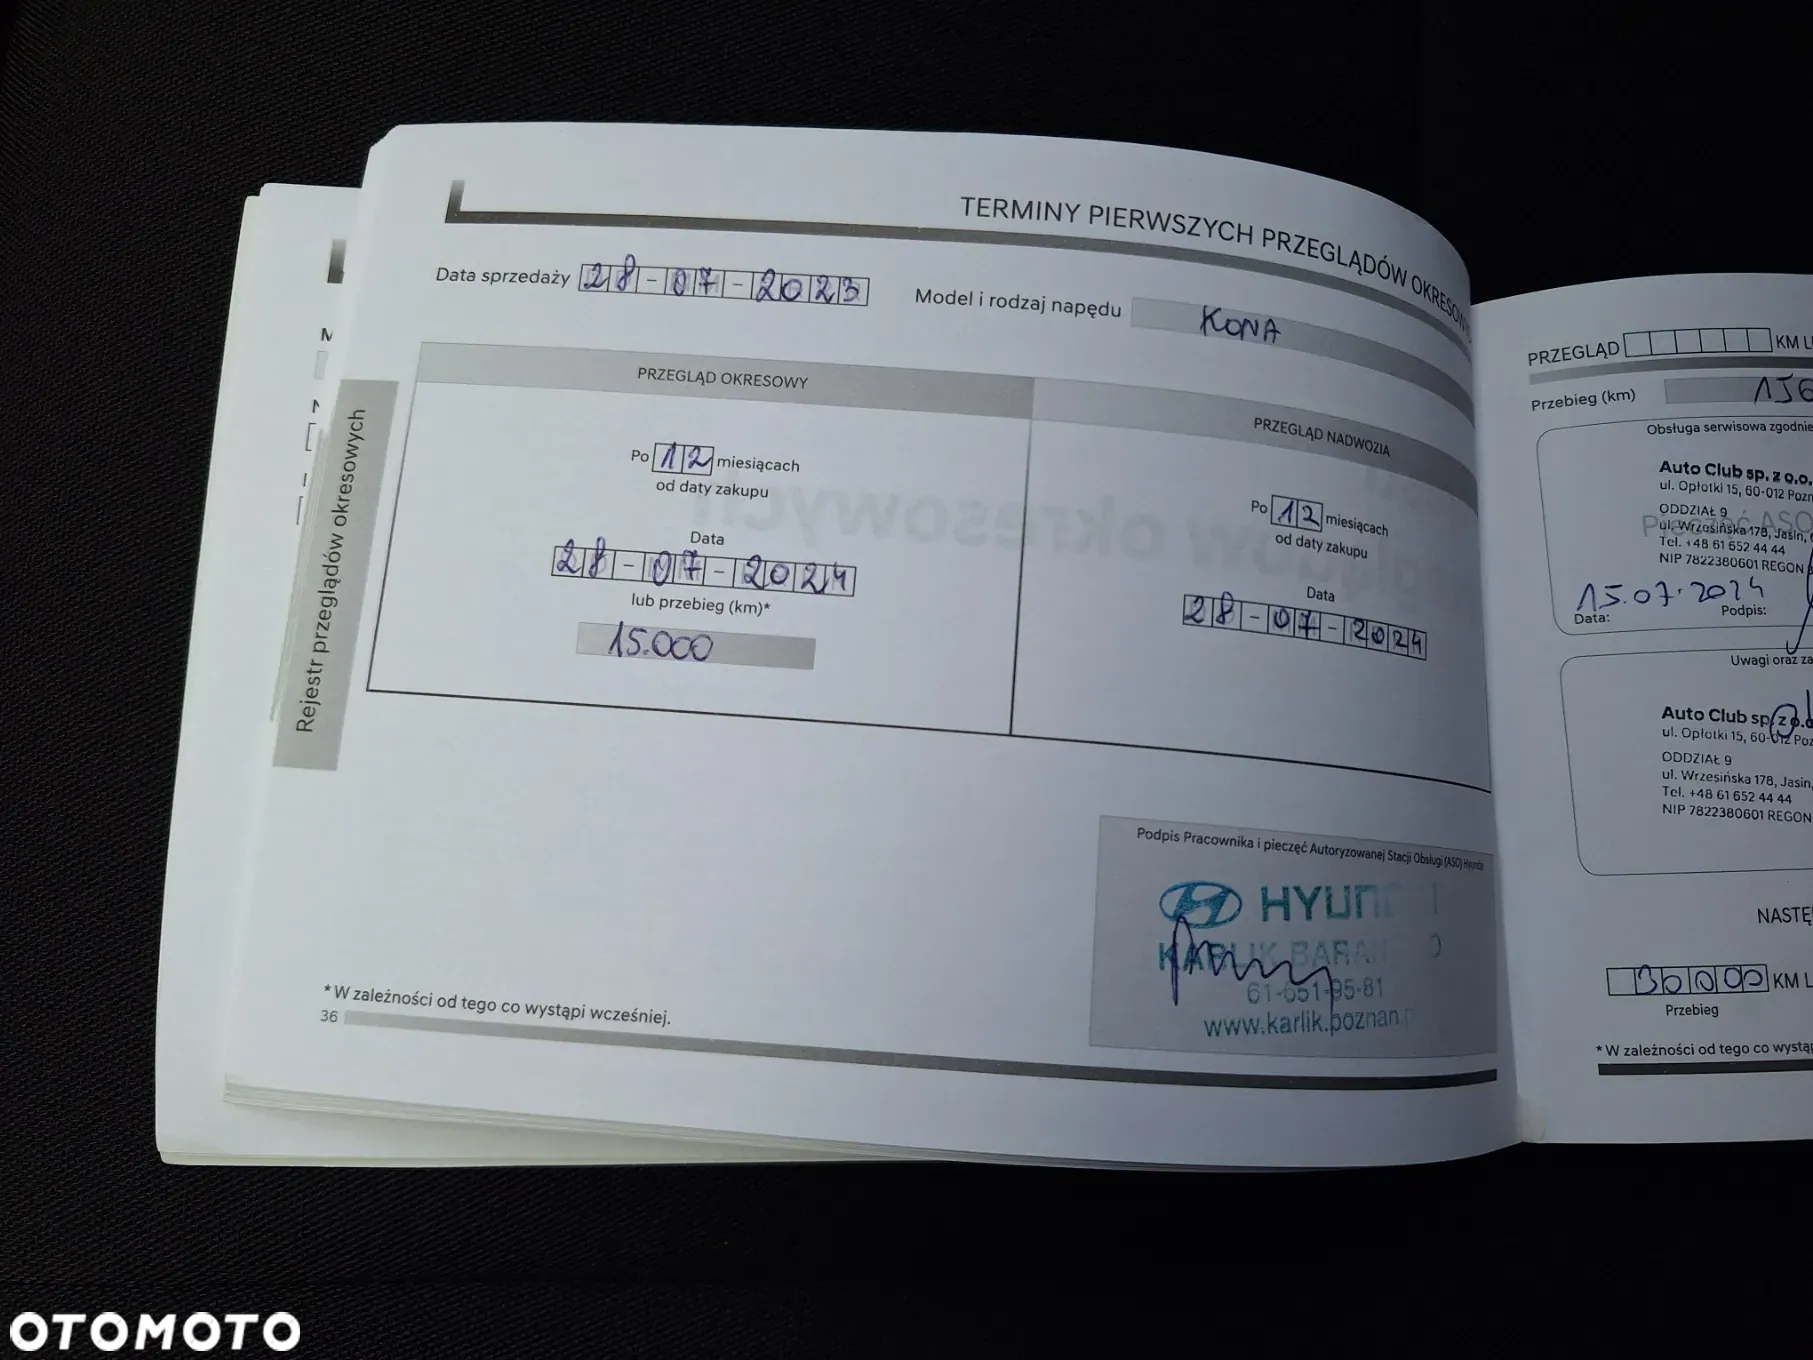 TERMINY PIERWSZYCH PRZEGLĄDÓW OKRESOW
Data sprzedaży 28-07-2023
Model i rodzaj napędu KONA
PRZEGLĄD OKRESOWY
Po 12 miesiącach
od daty zakupu
Data
28-07-2024
lub przebieg (km)*
15.000
PRZEGLĄD NADWOZIA
Po 12 miesiącach
od daty zakupu
Data
28-07-2024
Rejestr przeglądów okresowych
Podpis Pracownika i pieczęć Autoryzowanej Stacji Obsługi (ASO) Hyundai
HYUND I
KARLIK BARAN O
61-651-95-81
www.karlik.poznan.p
* W zależności od tego co wystąpi wcześniej.
36
PRZEGLĄD KM L
Przebieg (km) 156
Obsługa serwisowa zgodnie
Auto Club sp. z o.o.
ul. Opłotki 15, 60-012 Pozn
ODDZIAŁ 9
Pieczęć ASO
ul. Wrzesińska 178, Jasin,
Tel. +48 61 652 44 44
NIP 7822380601 REGON
15.07.2024
Data: Podpis:
Uwagi oraz za
Auto Club sp. z o.o
ul. Opłotki 15, 60-012 Poz
ODDZIAŁ 9
ul. Wrzesińska 178, Jasin,
Tel. +48 61 652 44 44
NIP 7822380601 REGON
NASTĘ
30000 KM L
Przebieg
* W zależności od tego co wystąp
OTOMOTO